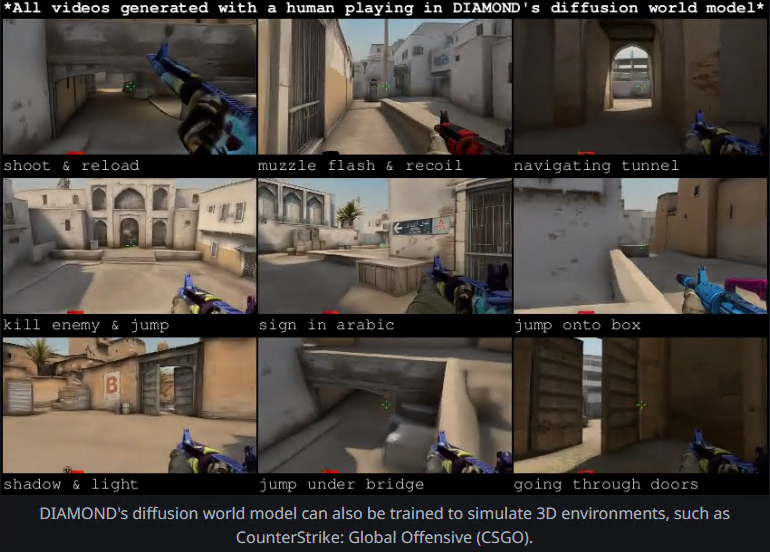 *All videos generated with a human playing in DIAMOND's diffusion world model*
shoot & reload
muzzle flash & recoil
navigating tunnel
kill enemy & jump
sign in arabic
jump onto box
B
shadow & light
jump under bridge
going through doors
DIAMOND's diffusion world model can also be trained to simulate 3D environments, such as
CounterStrike: Global Offensive (CSGO).